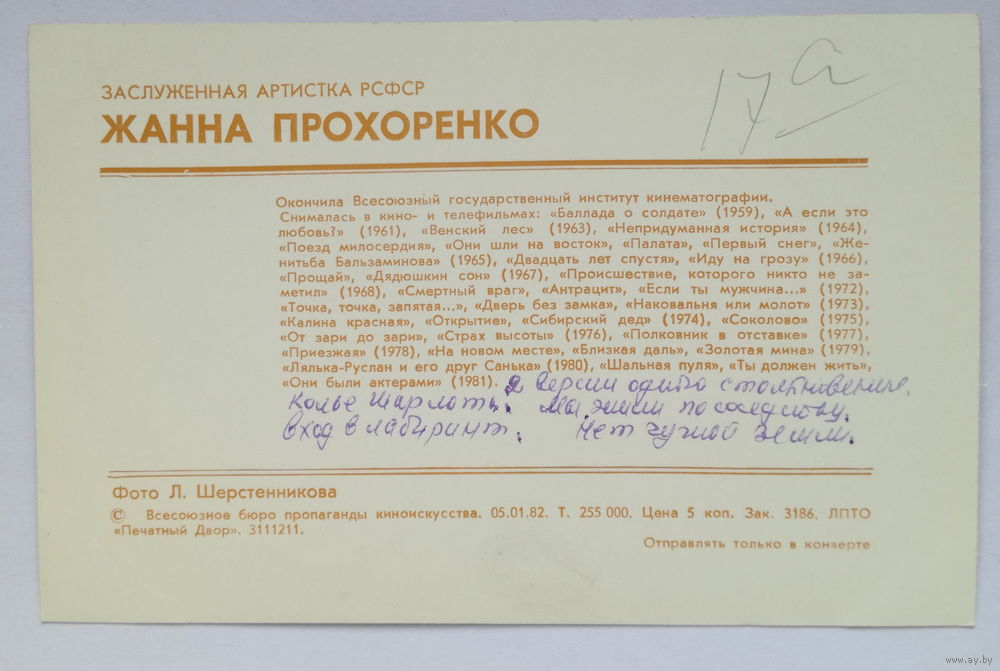 17 а
ЗАСЛУЖЕННАЯ АРТИСТКА РСФСР
ЖАННА ПРОХОРЕНКО
Окончила Всесоюзный государственный институт кинематографии.
Снималась в кино- и телефильмах: «Баллада о солдате» (1959), «А если это
любовь?» (1961), «Венский лес» (1963), «Непридуманная история» (1964),
«Поезд милосердия», «Они шли на восток», «Палата», «Первый снег», «Же-
нитьба Бальзаминова» (1965), «Двадцать лет спустя», «Иду на грозу» (1966),
«Прощай», «Дядюшкин сон» (1967), «Происшествие, которого никто не за-
метил» (1968), «Смертный враг», «Антрацит», «Если ты мужчина...» (1972),
«Точка, точка, запятая...», «Дверь без замка», «Наковальня или молот» (1973),
«Калина красная», «Открытие», «Сибирский дед» (1974), «Соколово» (1975),
«От зари до зари», «Страх высоты» (1976), «Полковник в отставке» (1977),
«Приезжая» (1978), «На новом месте», «Близкая даль», «Золотая мина» (1979),
«Лялька-Руслан и его друг Санька» (1980), «Шальная пуля», «Ты должен жить»,
«Они были актерами» (1981). 2 версии одного столкновения.
Колье Шарлоты. Мы жили по соседству.
Вход в лабиринт. Нет чужой земли.
Фото Л. Шерстенникова
© Всесоюзное бюро пропаганды киноискусства. 05.01.82. Т. 255 000. Цена 5 коп. Зак. 3186. ЛПТО
«Печатный Двор». 3111211.
Отправлять только в конверте
www.ay.by